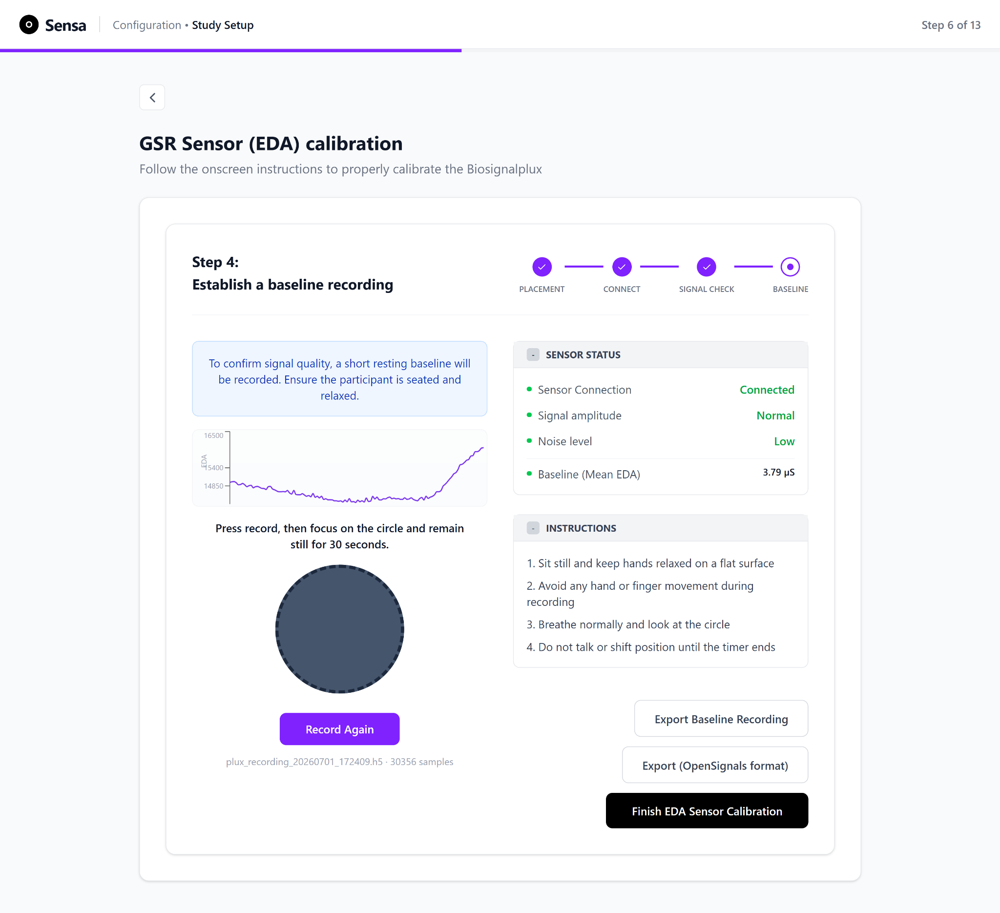 Sensa
Configuration • Study Setup
Step 6 of 13
GSR Sensor (EDA) calibration
Follow the onscreen instructions to properly calibrate the Biosignalplux
Step 4:
Establish a baseline recording
PLACEMENT
CONNECT
SIGNAL CHECK
BASELINE
To confirm signal quality, a short resting baseline will
be recorded. Ensure the participant is seated and
relaxed.
16500
EDA
15400
14850
Press record, then focus on the circle and remain
still for 30 seconds.
Record Again
plux_recording_20260701_172409.h5 · 30356 samples
- SENSOR STATUS
Sensor Connection Connected
Signal amplitude Normal
Noise level Low
Baseline (Mean EDA) 3.79 µS
- INSTRUCTIONS
1. Sit still and keep hands relaxed on a flat surface
2. Avoid any hand or finger movement during
recording
3. Breathe normally and look at the circle
4. Do not talk or shift position until the timer ends
Export Baseline Recording
Export (OpenSignals format)
Finish EDA Sensor Calibration